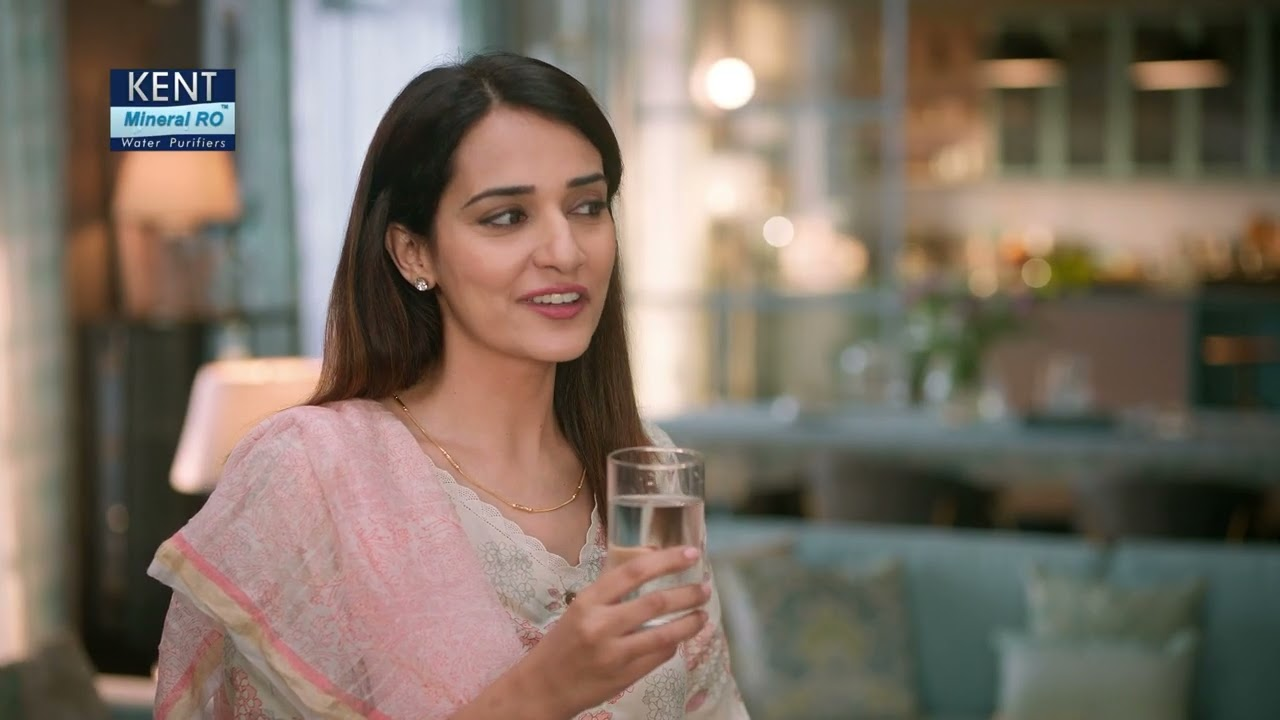 KENT
Mineral RO™
Water Purifiers